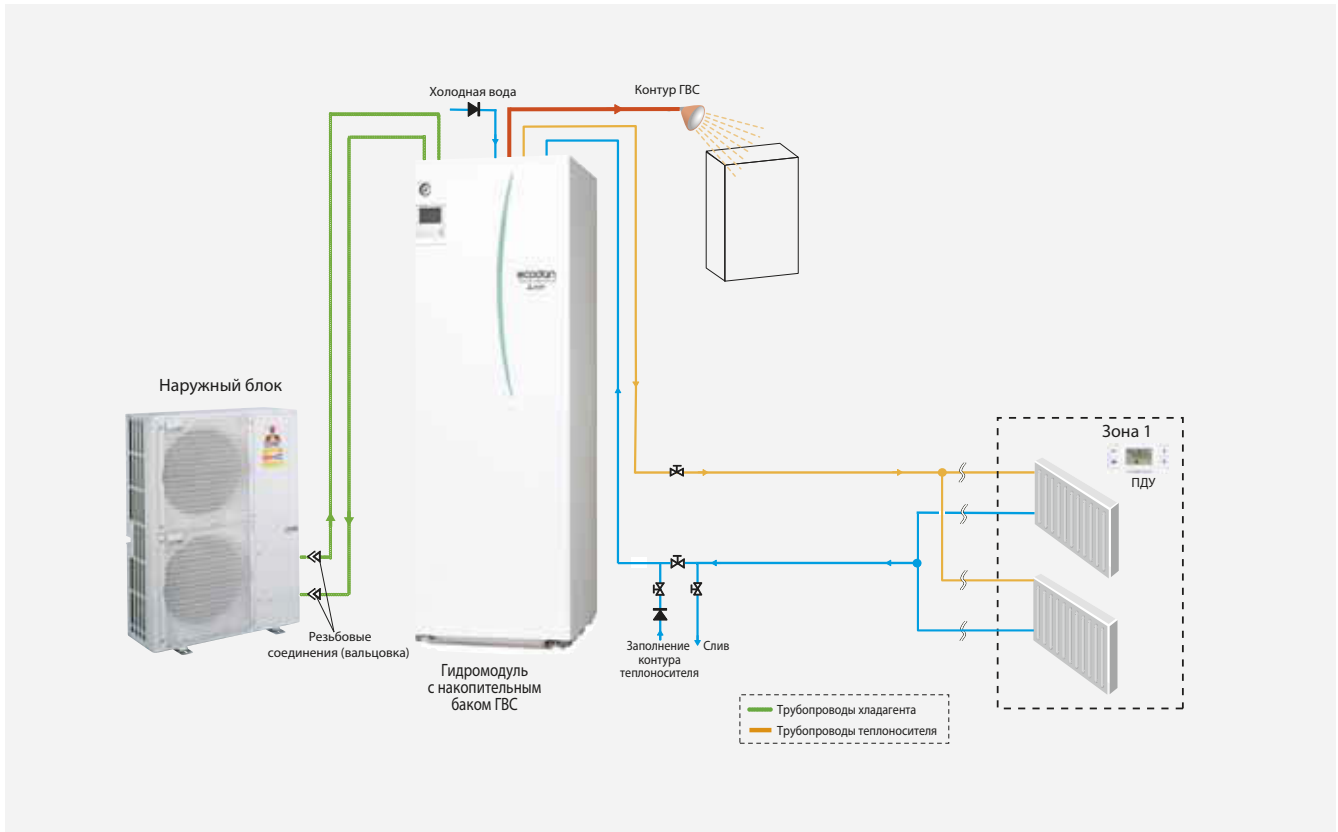 Холодная вода
Контур ГВС
ecodan
Наружный блок
Зона 1
ПДУ
Резьбовые
соединения (вальцовка)
Гидромодуль
с накопительным
баком ГВС
Заполнение
контура
теплоносителя
Слив
Трубопроводы хладагента
Трубопроводы теплоносителя